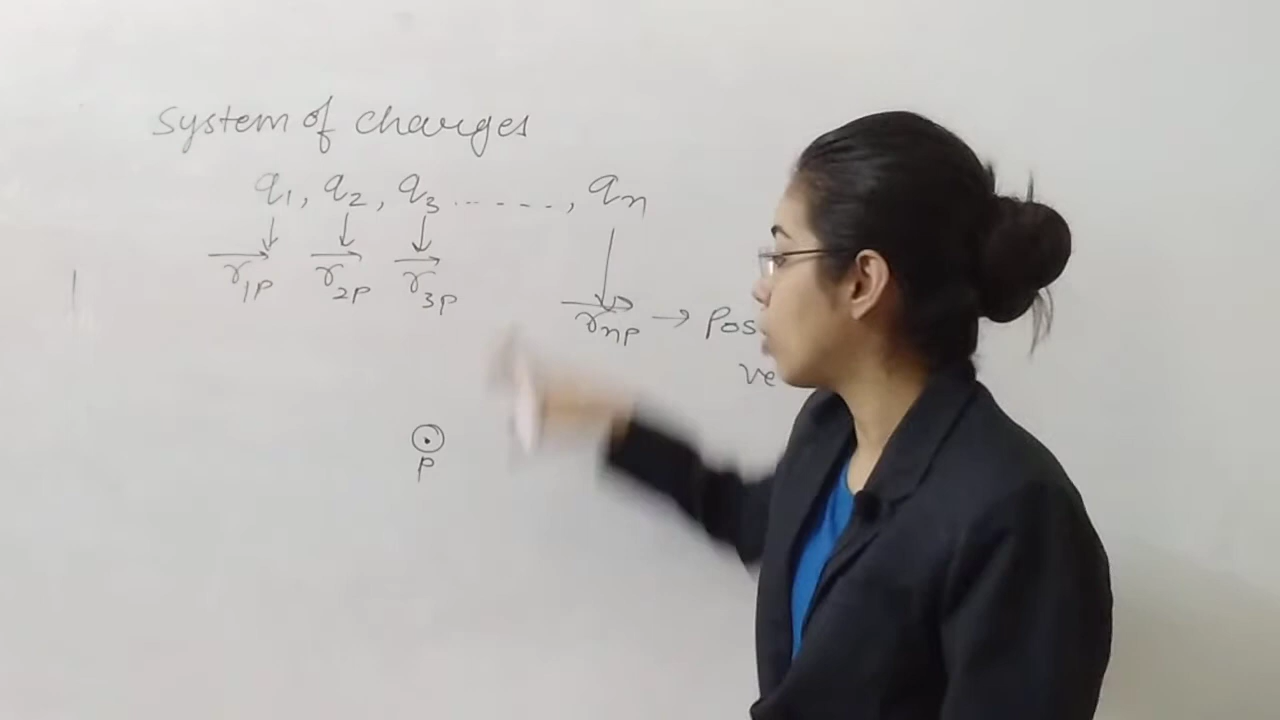 System of charges
q1, q2, q3 ------, qn
r1p r2p r3p
rnp → Pos
ve
P